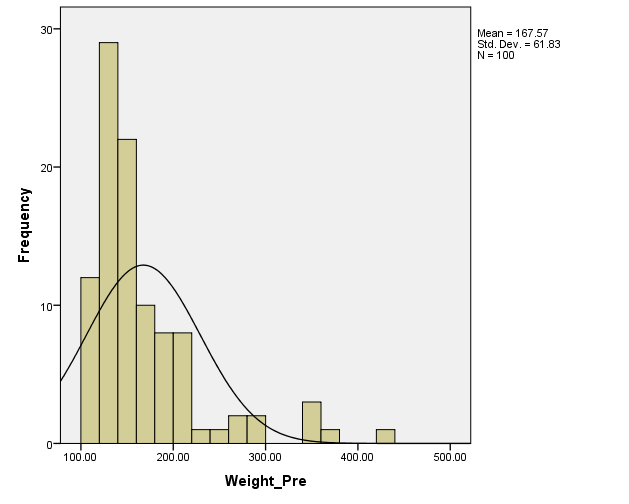 Mean = 167.57
Std. Dev. = 61.83
N = 100
30
20
10
0
Frequency
100.00 200.00 300.00 400.00 500.00
Weight_Pre